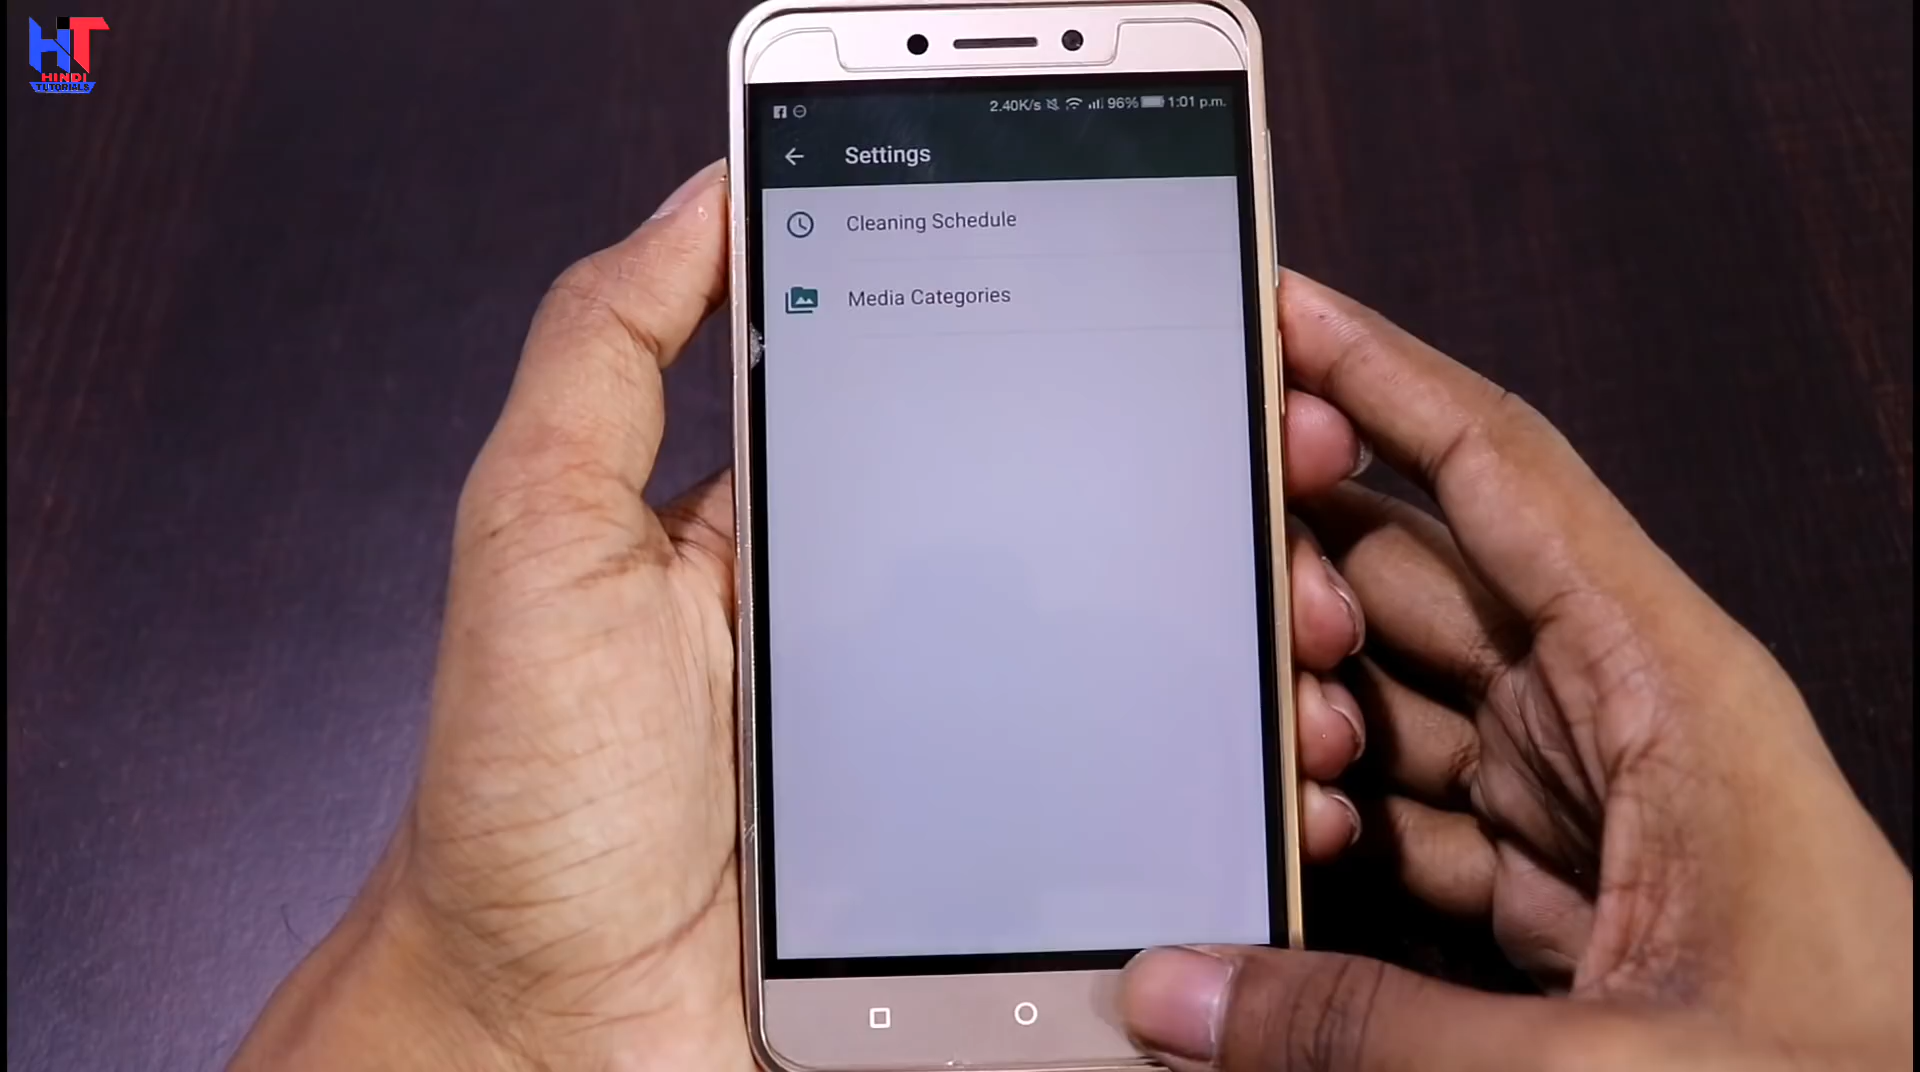 HT
HINDI
TUTORIALS
2.40K/s 96% 1:01 p.m.
Settings
Cleaning Schedule
Media Categories